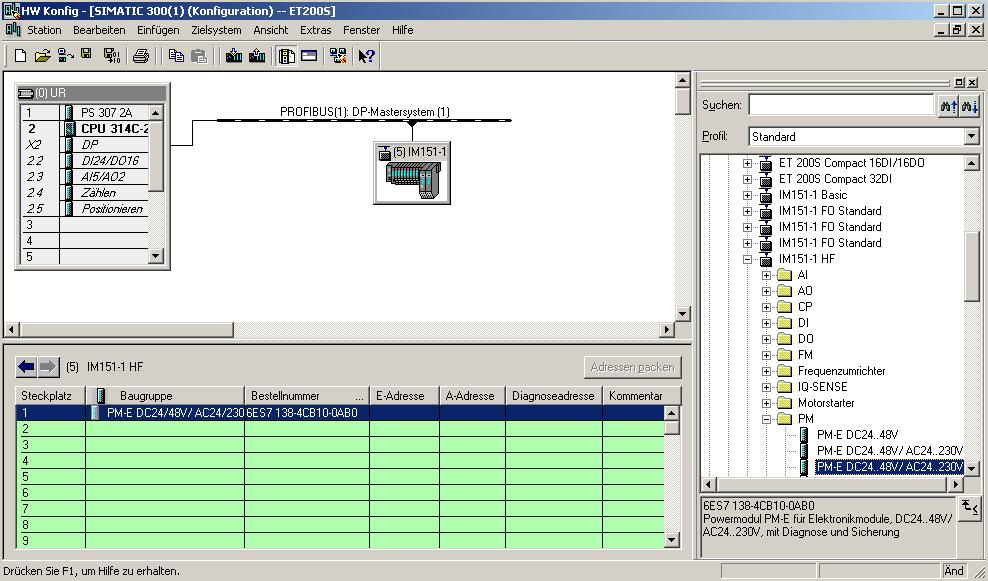 HW Konfig - [SIMATIC 300(1) (Konfiguration) -- ET200S]
Station Bearbeiten Einfügen Zielsystem Ansicht Extras Fenster Hilfe
(0) UR
1 PS 307 2A
2 CPU 314C-2
X2 DP
2.2 DI24/DO16
2.3 AI5/AO2
2.4 Zählen
2.5 Positionieren
3
4
5
PROFIBUS(1): DP-Mastersystem (1)
(5) IM151-1
Suchen:
Profil: Standard
ET 200S Compact 16DI/16DO
ET 200S Compact 32DI
IM151-1 Basic
IM151-1 FO Standard
IM151-1 FO Standard
IM151-1 FO Standard
IM151-1 HF
AI
AO
CP
DI
DO
FM
Frequenzumrichter
IQ-SENSE
Motorstarter
PM
PM-E DC24..48V
PM-E DC24..48V/ AC24..230V
PM-E DC24..48V/ AC24..230V
6ES7 138-4CB10-0AB0
Powermodul PM-E für Elektronikmodule, DC24..48V/
AC24..230V, mit Diagnose und Sicherung
(5) IM151-1 HF
Adressen packen
Steckplatz Baugruppe Bestellnummer ... E-Adresse A-Adresse Diagnoseadresse Kommentar
1 PM-E DC24/48V/ AC24/230 6ES7 138-4CB10-0AB0
2
3
4
5
6
7
8
9
Drücken Sie F1, um Hilfe zu erhalten.
Änd